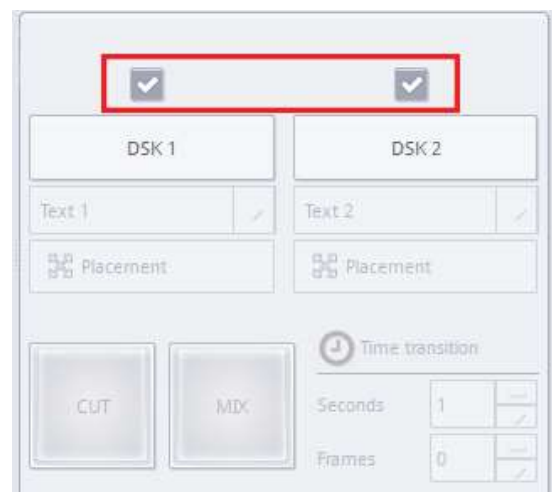 DSK 1 DSK 2
Text 1 Text 2
Placement Placement
Time transition
CUT MIX Seconds 1
Frames 0